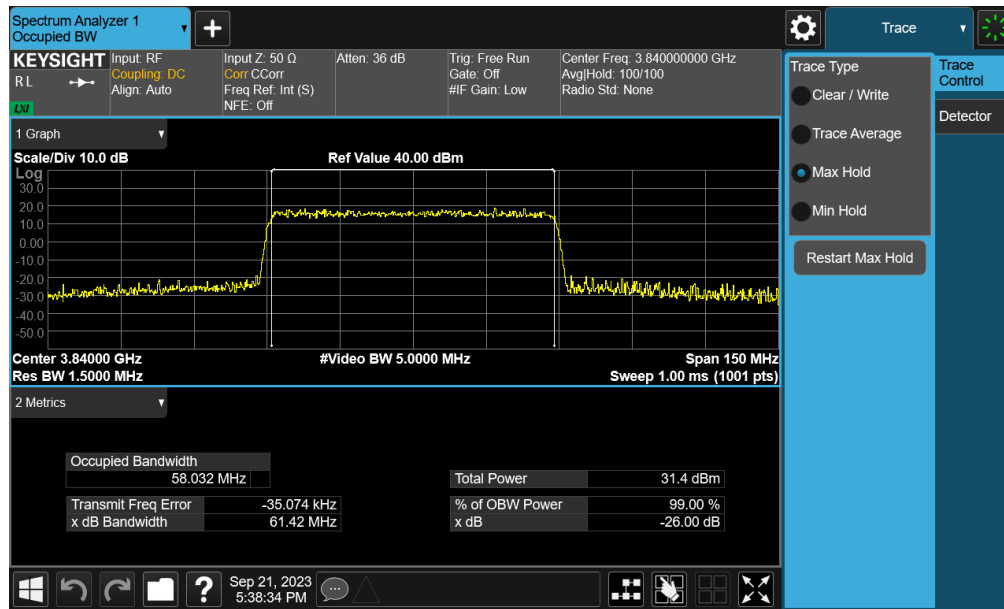 Spectrum Analyzer 1
Occupied BW
+
Trace
KEYSIGHT
RL
LXI
Input: RF
Coupling: DC
Align: Auto
Input Z: 50 Ω
Corr CCorr
Freq Ref: Int (S)
NFE: Off
Atten: 36 dB
Trig: Free Run
Gate: Off
#IF Gain: Low
Center Freq: 3.840000000 GHz
Avg|Hold: 100/100
Radio Std: None
Trace Type
Clear / Write
Trace Average
Max Hold
Min Hold
Restart Max Hold
Trace
Control
Detector
1 Graph
Scale/Div 10.0 dB
Ref Value 40.00 dBm
Log
30.0
20.0
10.0
0.00
-10.0
-20.0
-30.0
-40.0
-50.0
Center 3.84000 GHz
#Video BW 5.0000 MHz
Span 150 MHz
Res BW 1.5000 MHz
Sweep 1.00 ms (1001 pts)
2 Metrics
Occupied Bandwidth
58.032 MHz
Total Power 31.4 dBm
Transmit Freq Error -35.074 kHz
% of OBW Power 99.00 %
x dB Bandwidth 61.42 MHz
x dB -26.00 dB
?
Sep 21, 2023
5:38:34 PM